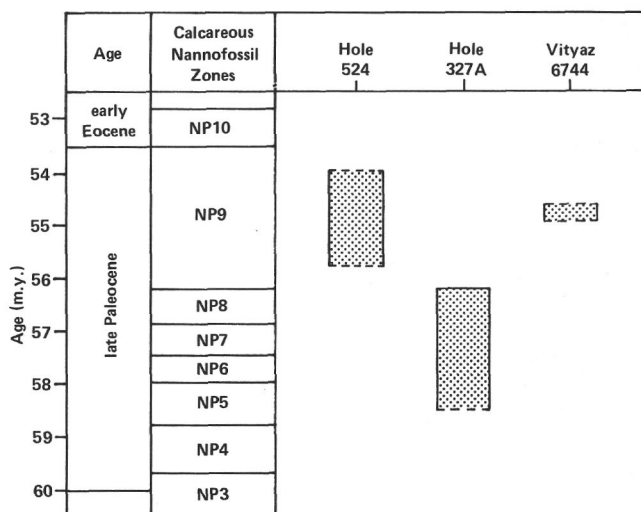 Age
Calcareous
Nannofossil
Zones
Hole
524
Hole
327A
Vityaz
6744
early
Eocene
late Paleocene
Age (m.y.)
53
54
55
56
57
58
59
60
NP10
NP9
NP8
NP7
NP6
NP5
NP4
NP3